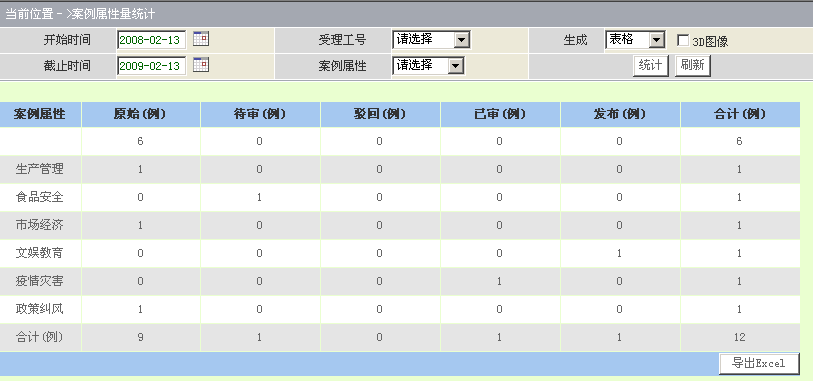 当前位置－>案例属性量统计
开始时间 2008-02-13 受理工号 请选择 生成 表格 3D图像
截止时间 2009-02-13 案例属性 请选择 统计 刷新
案例属性 原始(例) 待审(例) 驳回(例) 已审(例) 发布(例) 合计(例)
6 0 0 0 0 6
生产管理 1 0 0 0 0 1
食品安全 0 1 0 0 0 1
市场经济 1 0 0 0 0 1
文娱教育 0 0 0 0 1 1
疫情灾害 0 0 0 1 0 1
政策纠风 1 0 0 0 0 1
合计(例) 9 1 0 1 1 12
导出Excel